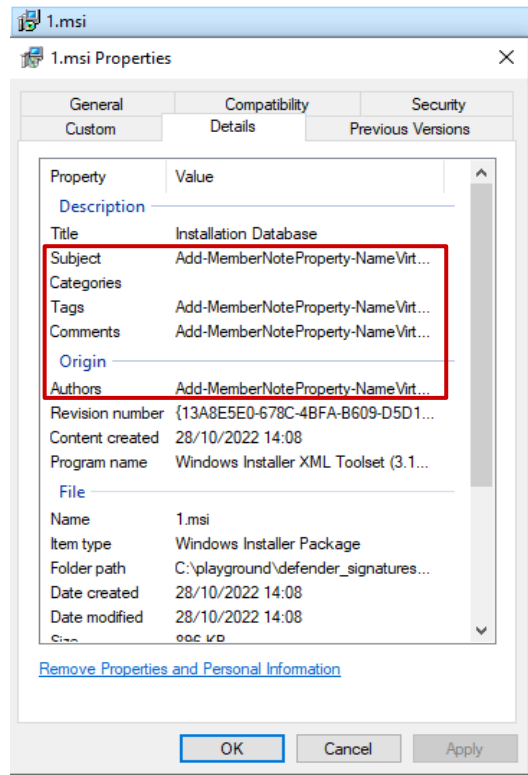 1.msi
1.msi Properties
General Compatibility Security
Custom Details Previous Versions
Property Value
Description
Title Installation Database
Subject Add-MemberNoteProperty-NameVirt...
Categories
Tags Add-MemberNoteProperty-NameVirt...
Comments Add-MemberNoteProperty-NameVirt...
Origin
Authors Add-MemberNoteProperty-NameVirt...
Revision number {13A8E5E0-678C-4BFA-B609-D5D1...
Content created 28/10/2022 14:08
Program name Windows Installer XML Toolset (3.1...
File
Name 1.msi
Item type Windows Installer Package
Folder path C:\playground\defender_signatures...
Date created 28/10/2022 14:08
Date modified 28/10/2022 14:08
Size 896 KB
Remove Properties and Personal Information
OK Cancel Apply